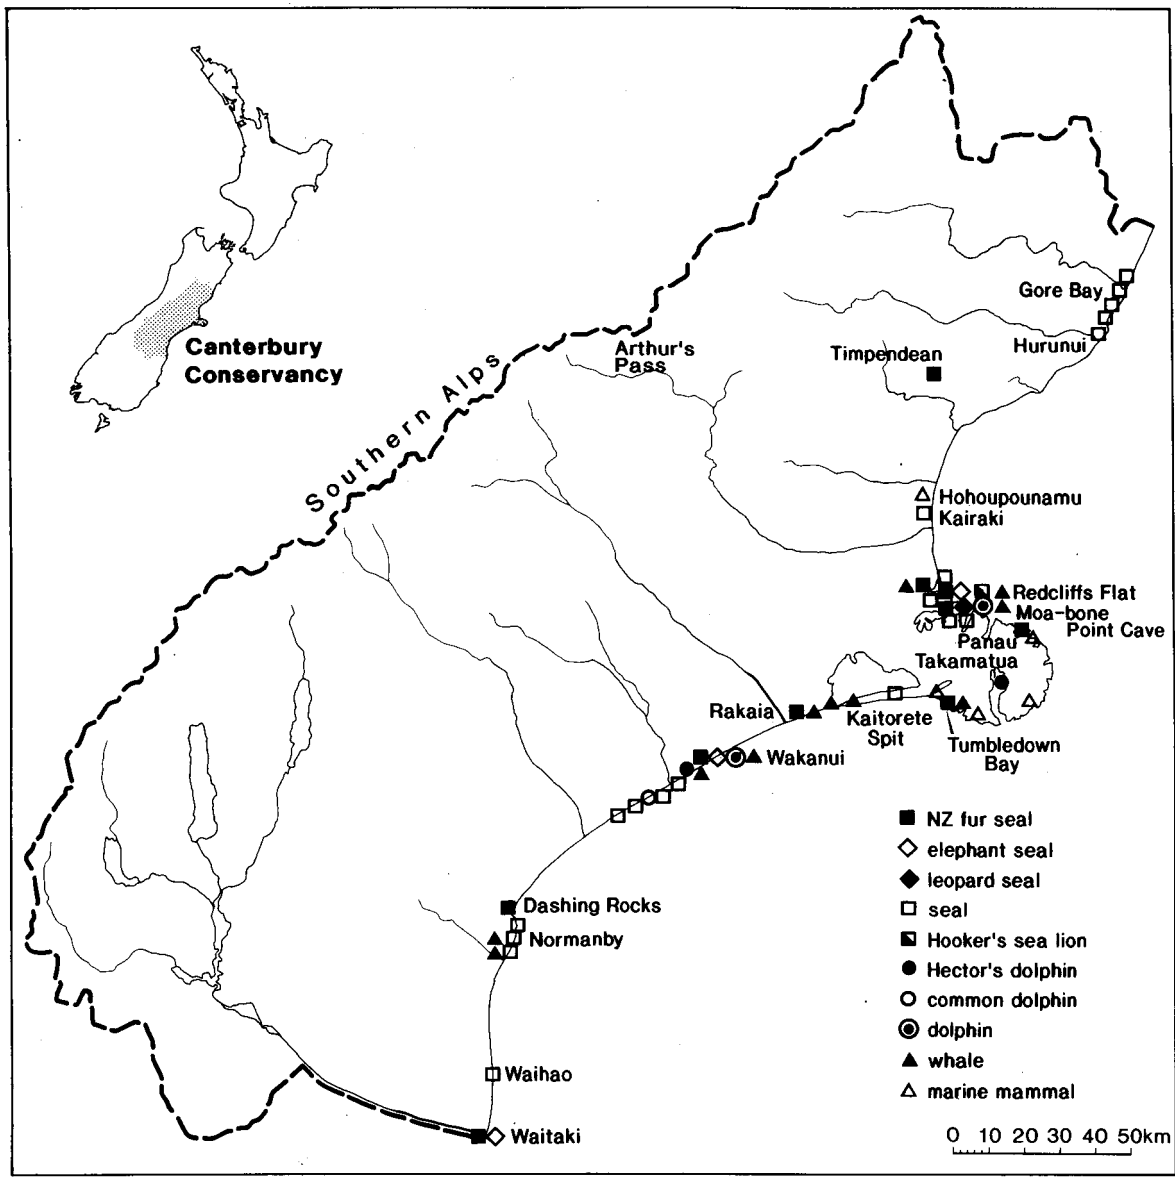 Canterbury
Conservancy
Southern Alps
Arthur's
Pass
Gore Bay
Hurunui
Timpendean
Hohoupounamu
Kairaki
Redcliffs Flat
Moa-bone
Point Cave
Panau
Takamatua
Rakaia
Kaitorete
Spit
Tumbledown
Bay
Wakanui
Dashing Rocks
Normanby
Waihao
Waitaki
NZ fur seal
elephant seal
leopard seal
seal
Hooker's sea lion
Hector's dolphin
common dolphin
dolphin
whale
marine mammal
0 10 20 30 40 50km